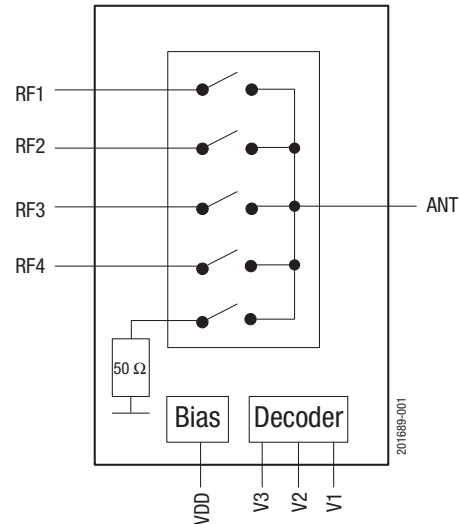 RF1
RF2
RF3
ANT
RF4
50 Ω
Bias
Decoder
201689-001
VDD
V3
V2
V1